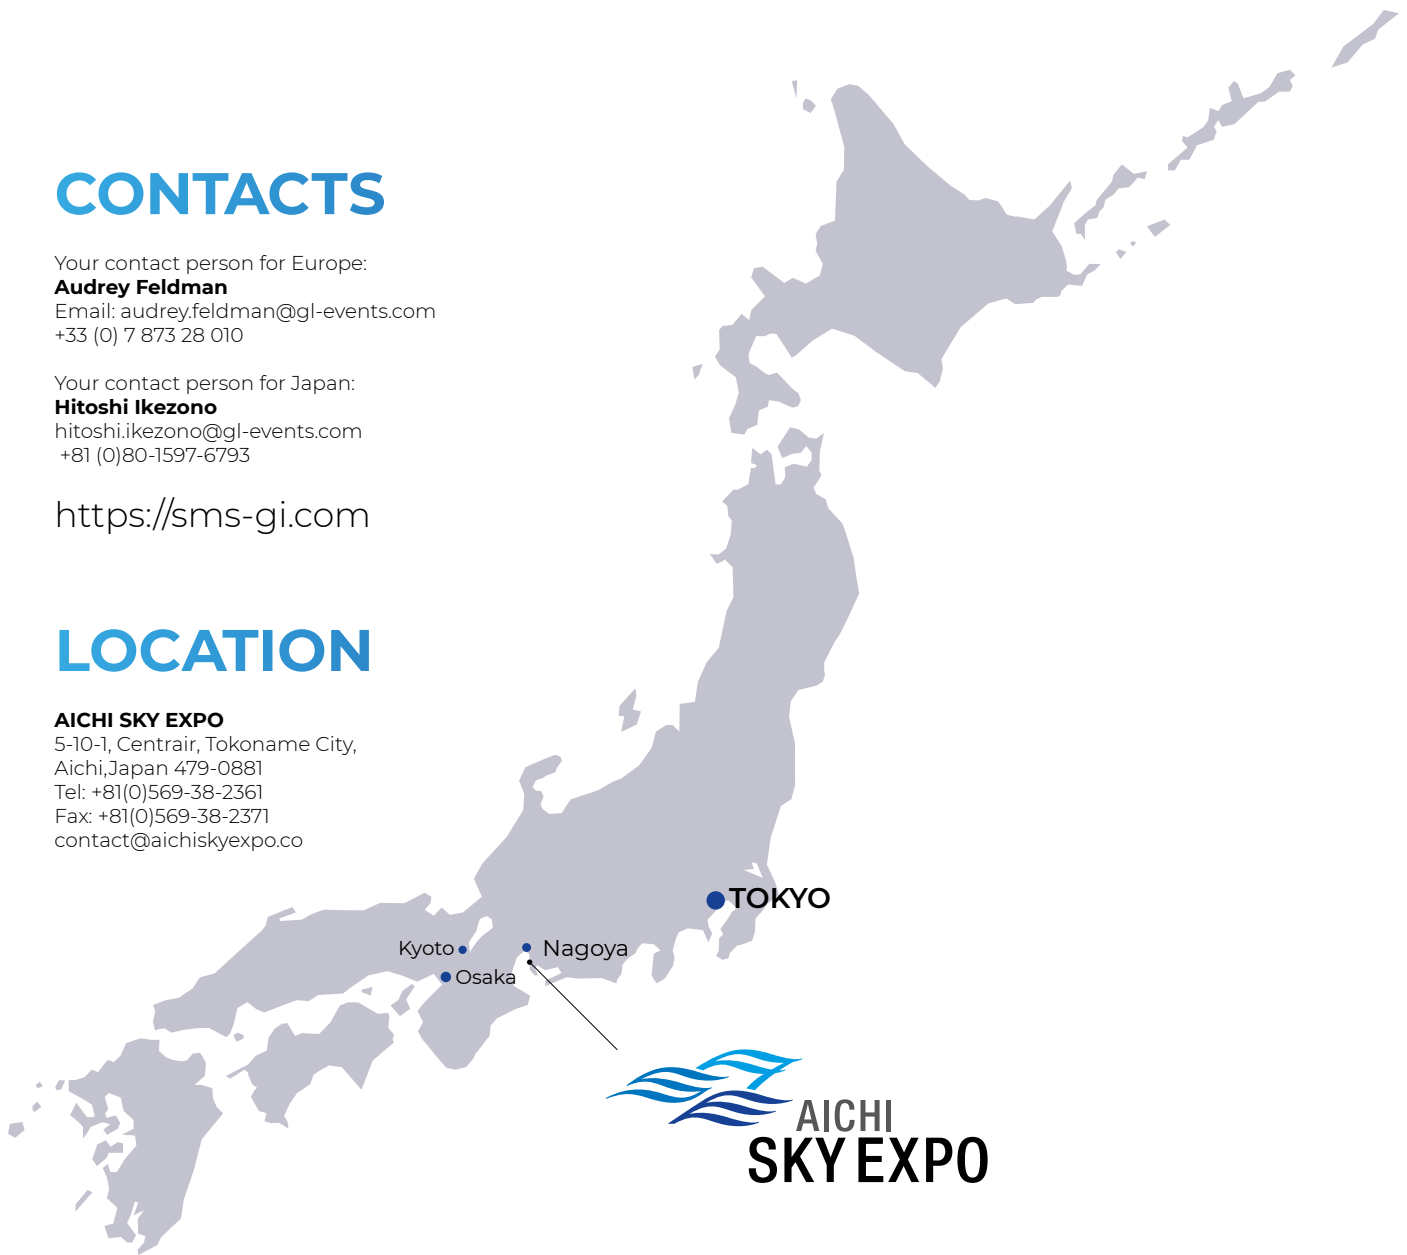 CONTACTS
Your contact person for Europe:
Audrey Feldman
Email: audrey.feldman@gl-events.com
+33 (0) 7 873 28 010
Your contact person for Japan:
Hitoshi Ikezono
hitoshi.ikezono@gl-events.com
+81 (0)80-1597-6793
https://sms-gi.com
LOCATION
AICHI SKY EXPO
5-10-1, Centrair, Tokoname City,
Aichi,Japan 479-0881
Tel: +81(0)569-38-2361
Fax: +81(0)569-38-2371
contact@aichiskyexpo.co
TOKYO
Kyoto
Nagoya
Osaka
AICHI
SKY EXPO